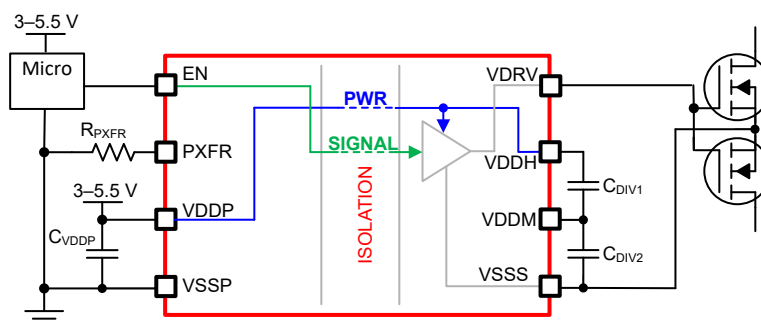 3–5.5 V
Micro
EN
PWR
VDRV
RPXFR
PXFR
SIGNAL
VDDH
CDIV1
3–5.5 V
VDDP
ISOLATION
VDDM
CVDDP
CDIV2
VSSP
VSSS